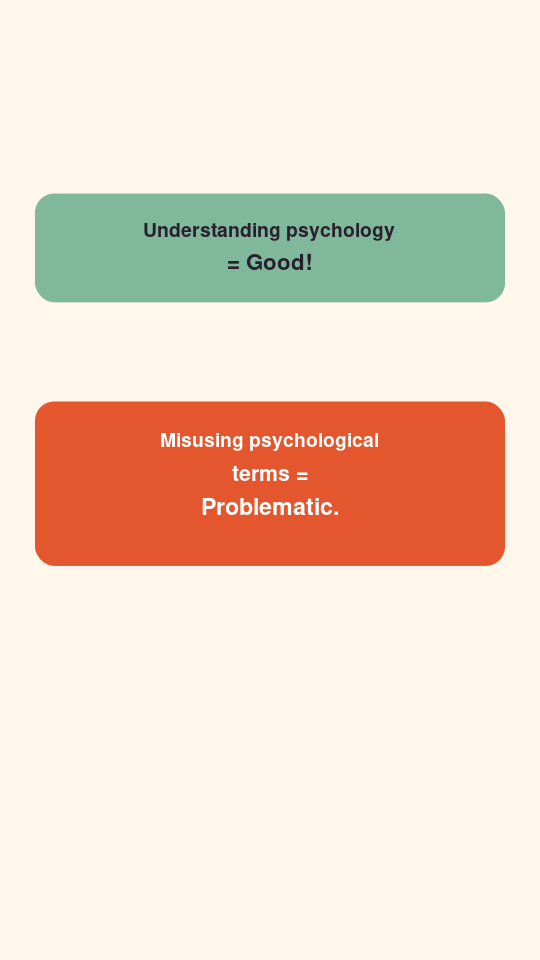 Understanding psychology
= Good!
Misusing psychological
terms =
Problematic.